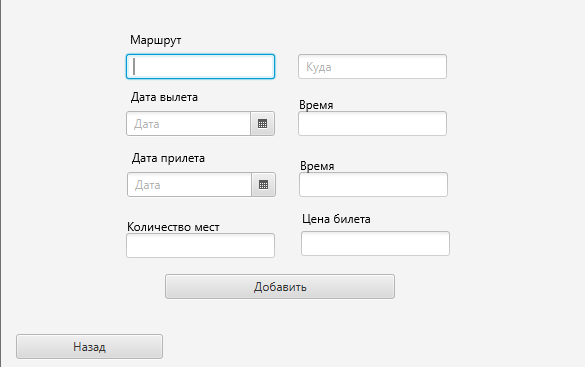 Маршрут
Куда
Дата вылета
Время
Дата
Дата прилета
Время
Дата
Количество мест
Цена билета
Добавить
Назад